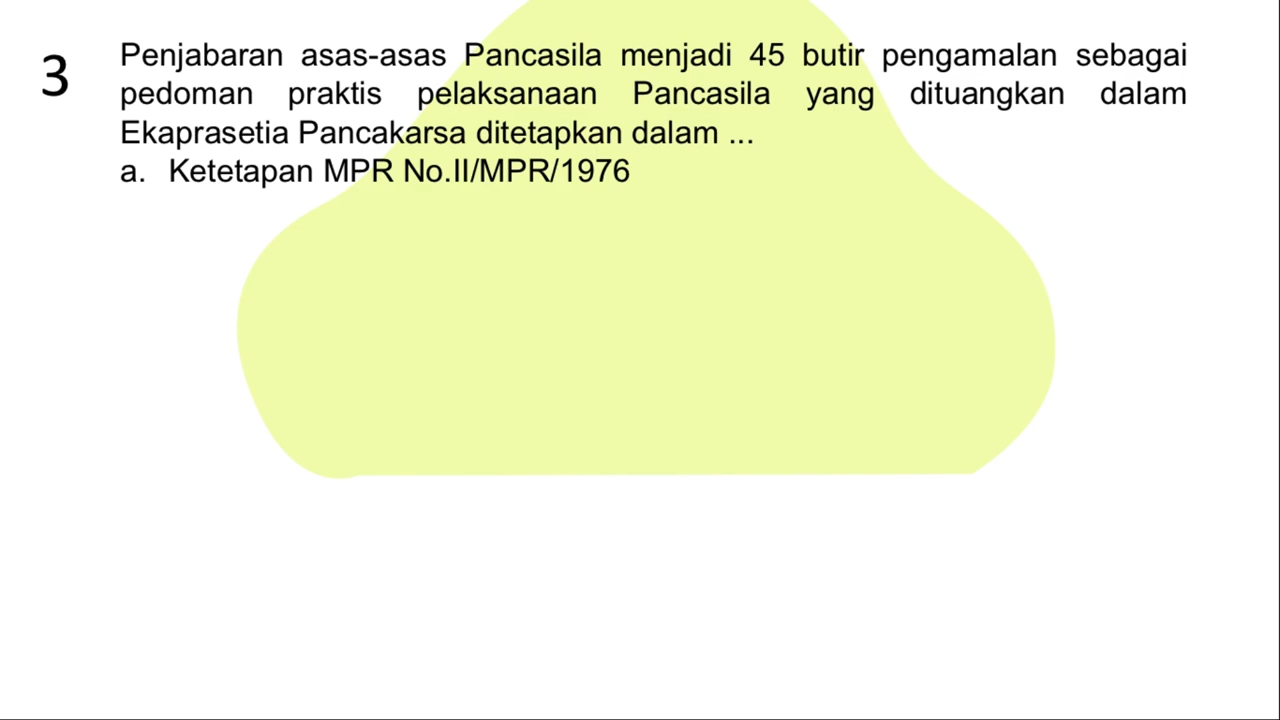 3
Penjabaran asas-asas Pancasila menjadi 45 butir pengamalan sebagai
pedoman praktis pelaksanaan Pancasila yang dituangkan dalam
Ekaprasetia Pancakarsa ditetapkan dalam ...
a. Ketetapan MPR No.II/MPR/1976